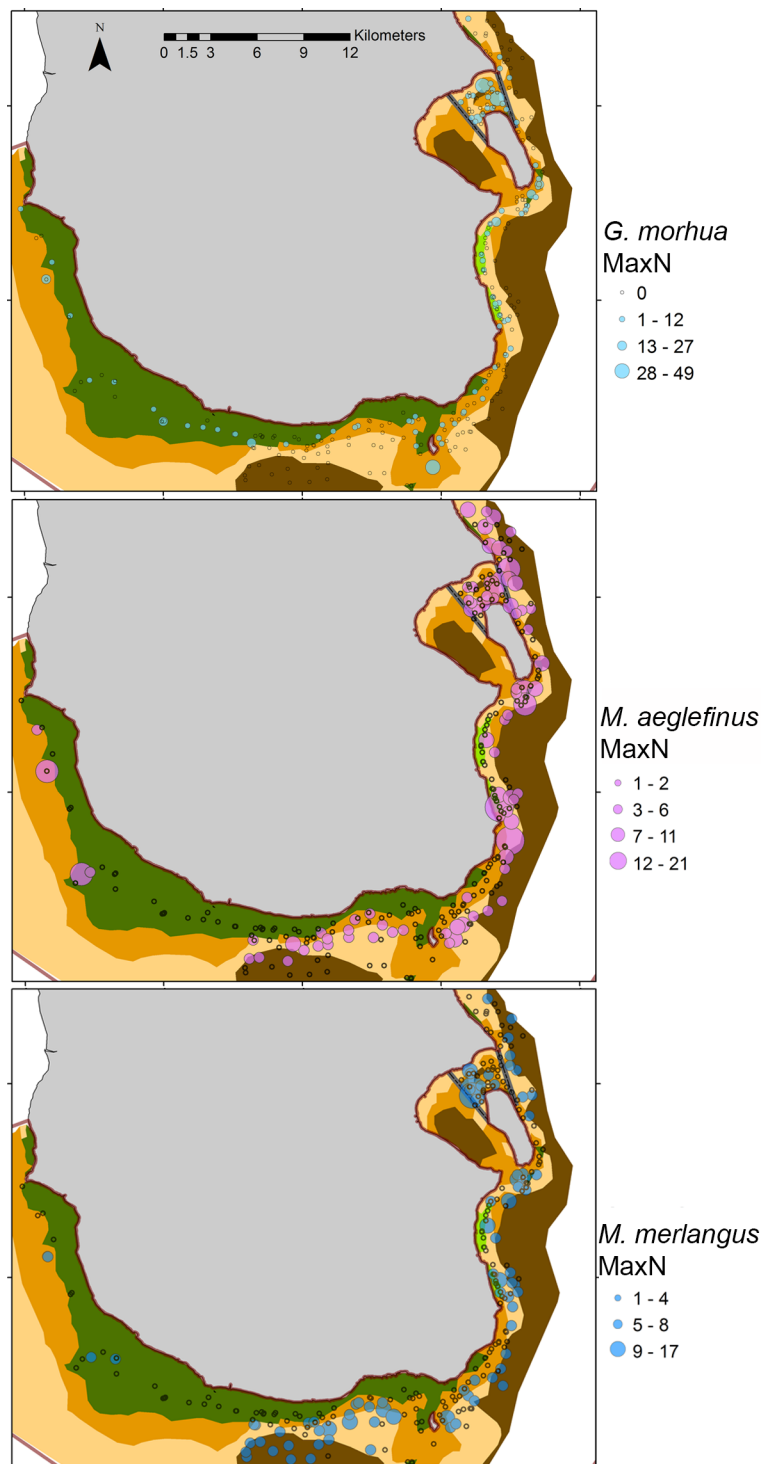 N
Kilometers
0 1.5 3 6 9 12
G. morhua
MaxN
0
1 - 12
13 - 27
28 - 49
M. aeglefinus
MaxN
1 - 2
3 - 6
7 - 11
12 - 21
M. merlangus
MaxN
1 - 4
5 - 8
9 - 17